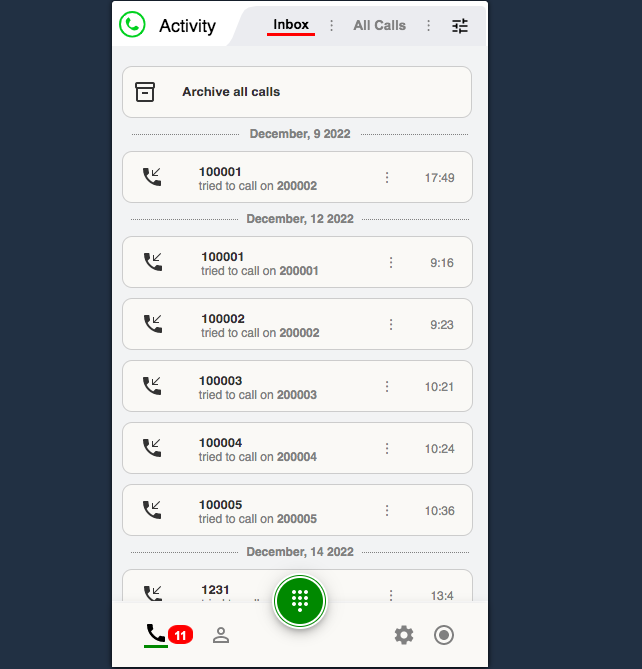 Activity
Inbox
All Calls
Archive all calls
December, 9 2022
100001
tried to call on 200002
17:49
December, 12 2022
100001
tried to call on 200001
9:16
100002
tried to call on 200002
9:23
100003
tried to call on 200003
10:21
100004
tried to call on 200004
10:24
100005
tried to call on 200005
10:36
December, 14 2022
1231
13:4
11